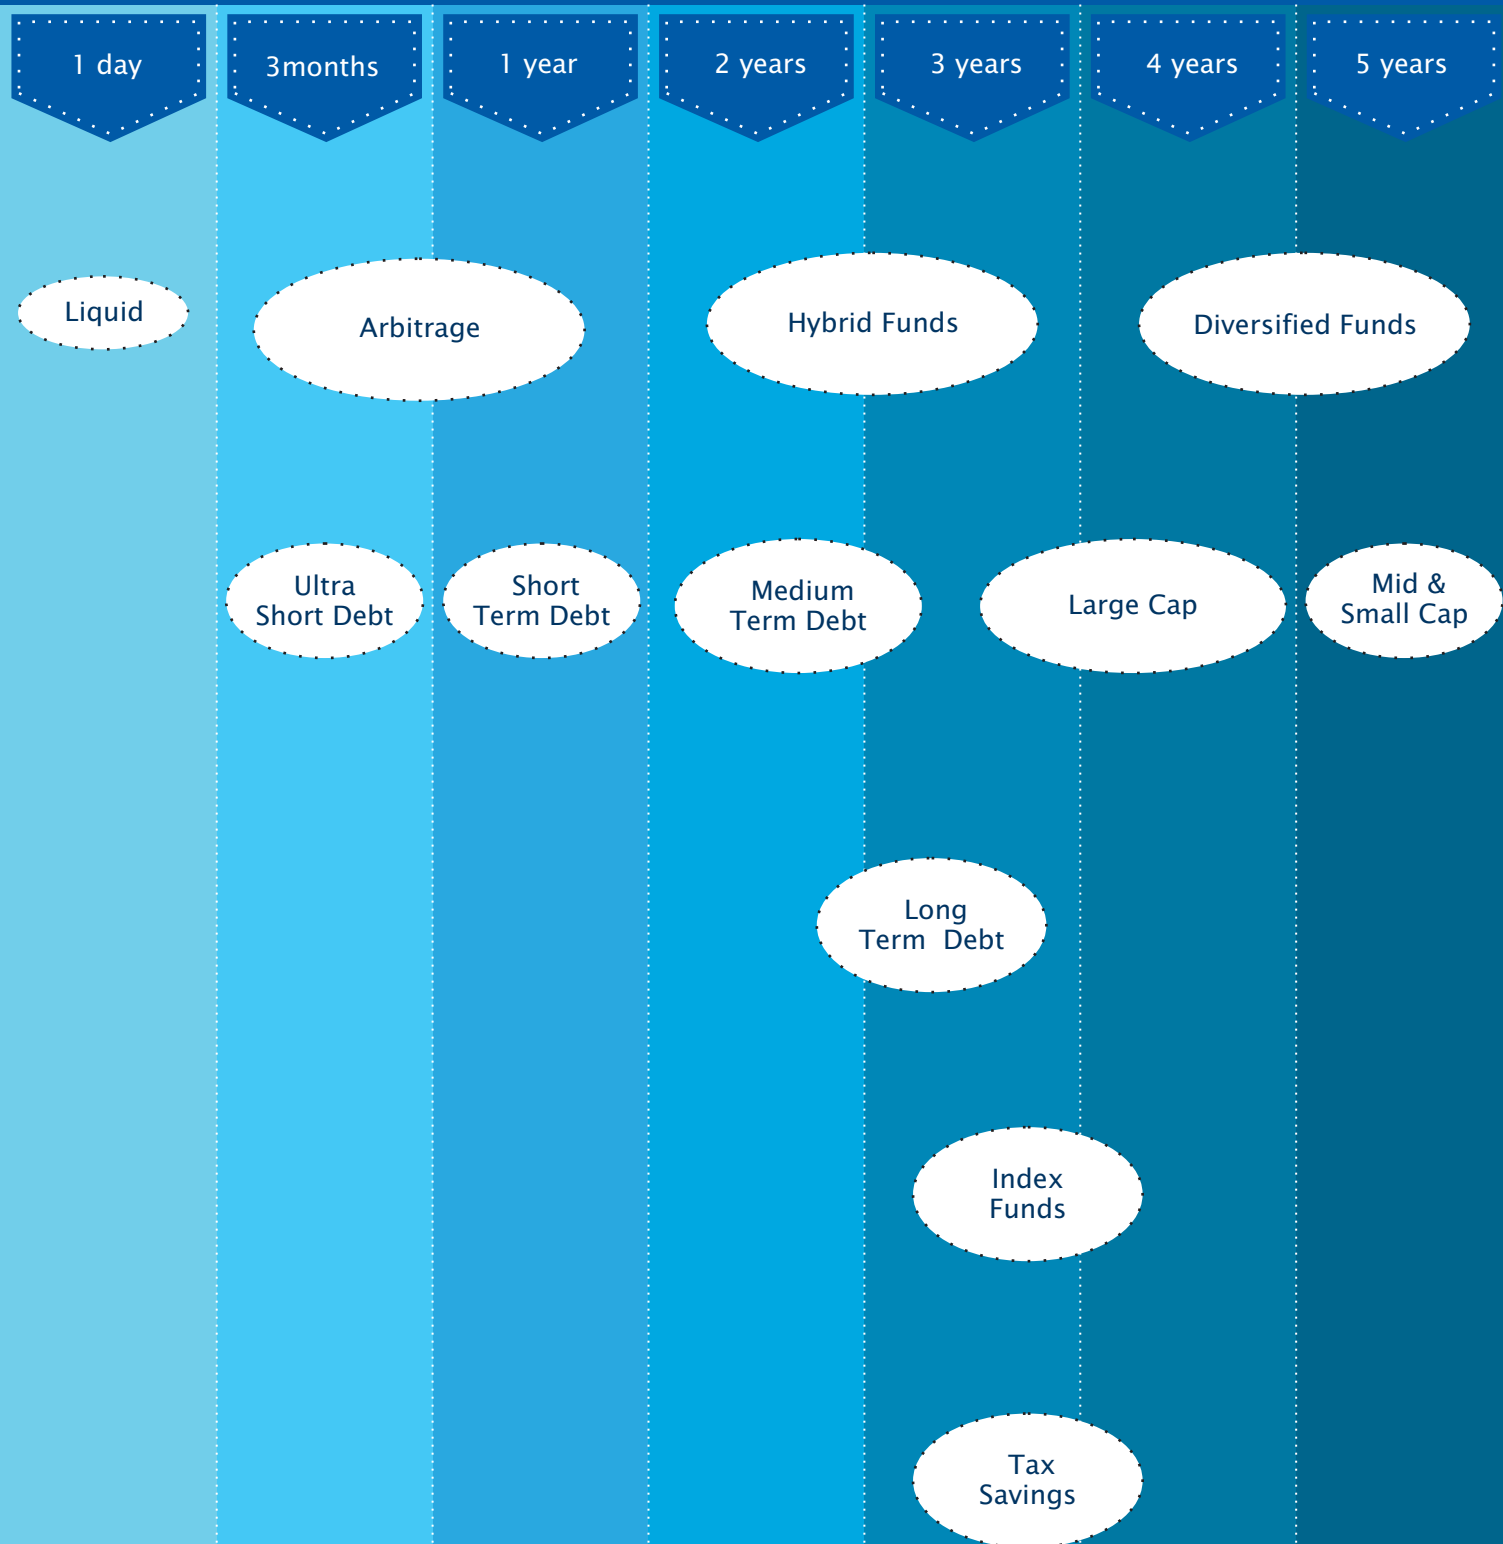 1 day
3months
1 year
2 years
3 years
4 years
5 years
Liquid
Arbitrage
Hybrid Funds
Diversified Funds
Ultra
Short Debt
Short
Term Debt
Medium
Term Debt
Large Cap
Mid &
Small Cap
Long
Term  Debt
Index
Funds
Tax
Savings